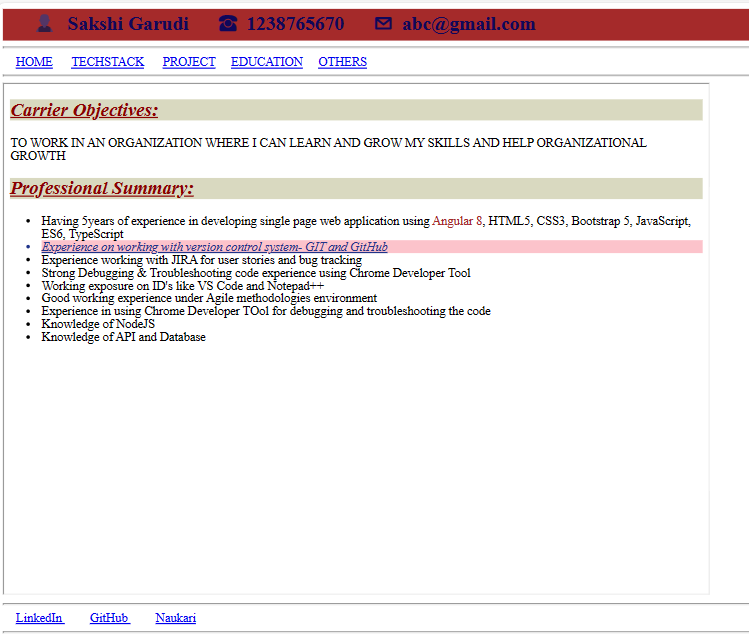 Sakshi Garudi 1238765670 abc@gmail.com
HOME TECHSTACK PROJECT EDUCATION OTHERS
Carrier Objectives:
TO WORK IN AN ORGANIZATION WHERE I CAN LEARN AND GROW MY SKILLS AND HELP ORGANIZATIONAL
GROWTH
Professional Summary:
• Having 5years of experience in developing single page web application using Angular 8, HTML5, CSS3, Bootstrap 5, JavaScript,
ES6, TypeScript
• Experience on working with version control system- GIT and GitHub
• Experience working with JIRA for user stories and bug tracking
• Strong Debugging & Troubleshooting code experience using Chrome Developer Tool
• Working exposure on ID's like VS Code and Notepad++
• Good working experience under Agile methodologies environment
• Experience in using Chrome Developer TOol for debugging and troubleshooting the code
• Knowledge of NodeJS
• Knowledge of API and Database
LinkedIn GitHub Naukari